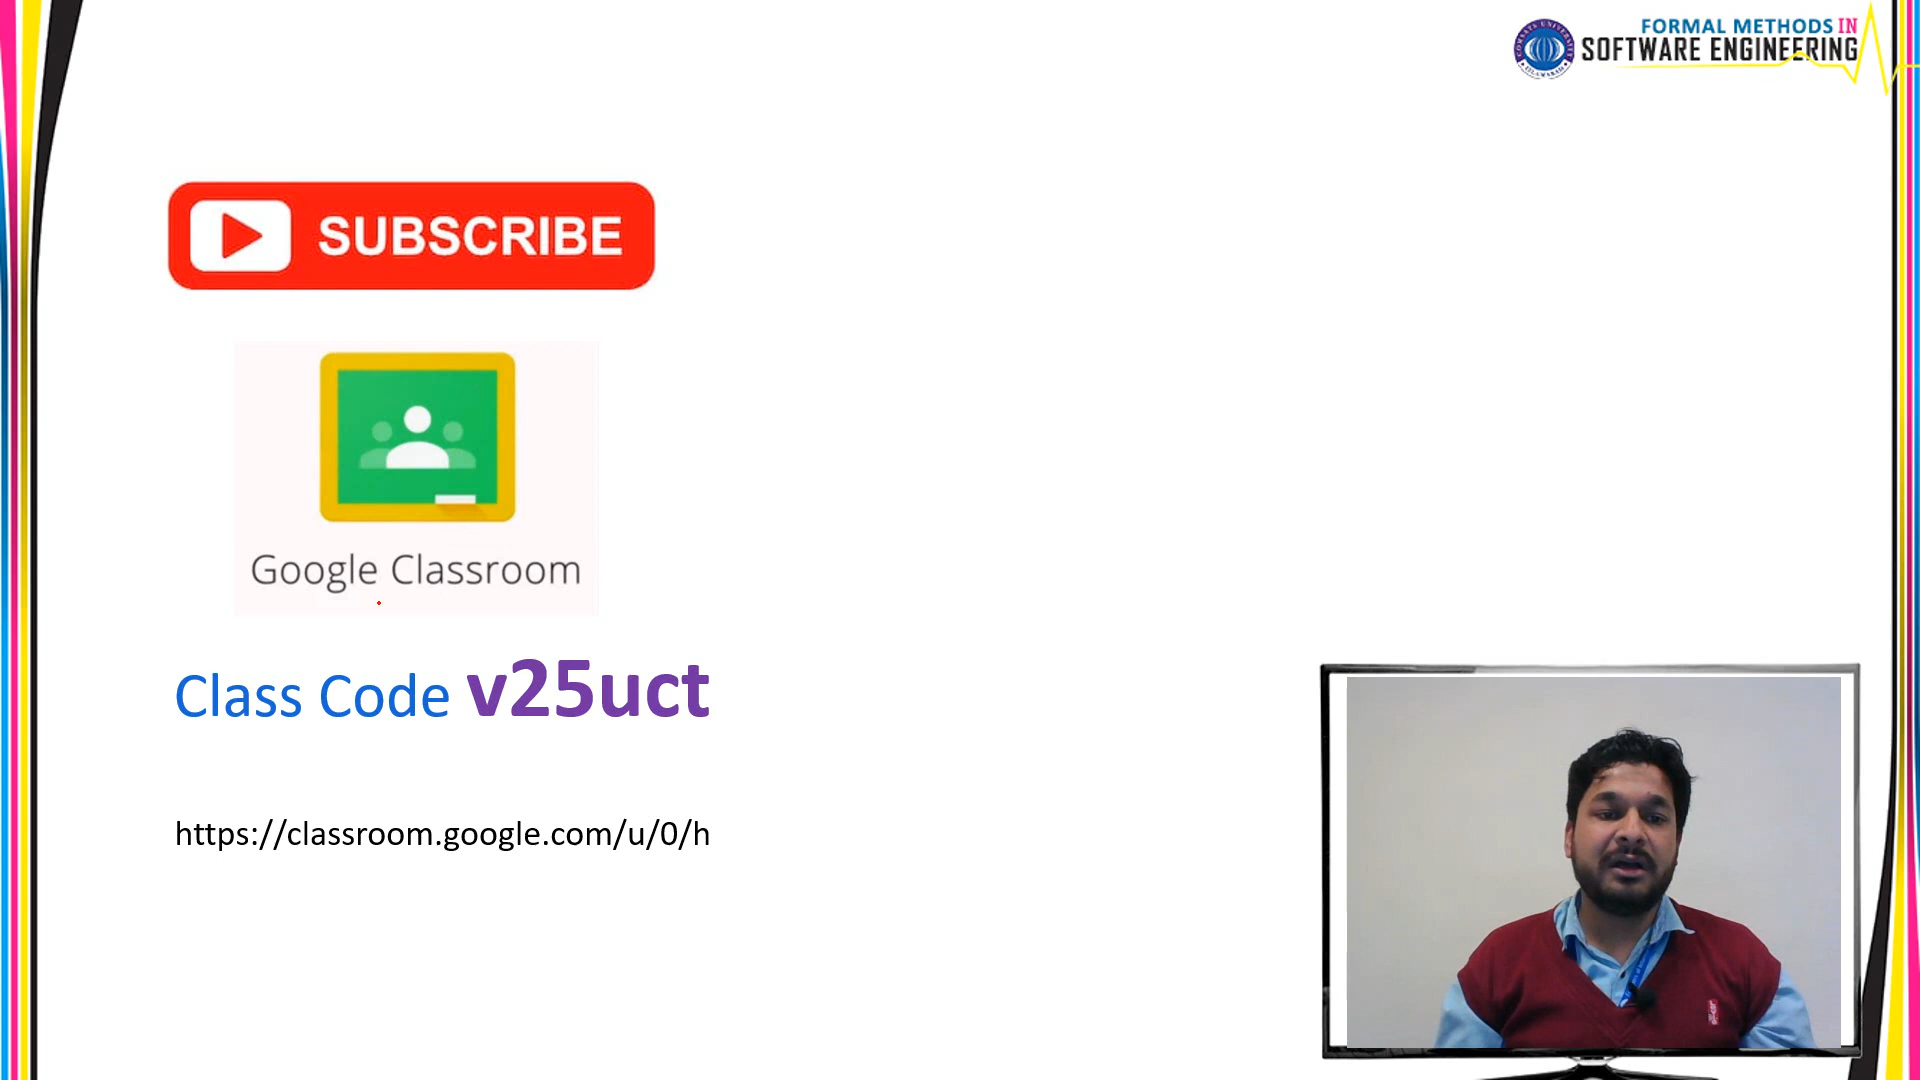 FORMAL METHODS IN
SOFTWARE ENGINEERING
SUBSCRIBE
Google Classroom
Class Code v25uct
https://classroom.google.com/u/0/h